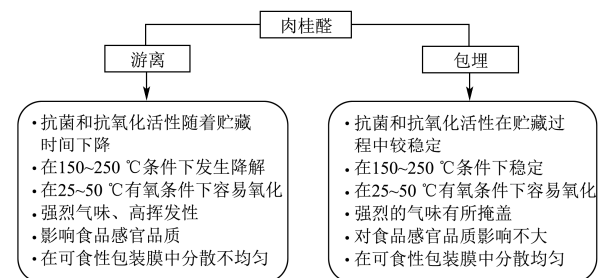 肉桂醛
游离
包埋
·抗菌和抗氧化活性随着贮藏
时间下降
·在150~250 ℃条件下发生降解
·在25~50 ℃有氧条件下容易氧化
·强烈气味、高挥发性
·影响食品感官品质
·在可食性包装膜中分散不均匀
·抗菌和抗氧化活性在贮藏过
程中较稳定
·在150~250 ℃条件下稳定
·在25~50 ℃有氧条件下容易氧化
·强烈的气味有所掩盖
·对食品感官品质影响不大
·在可食性包装膜中分散均匀